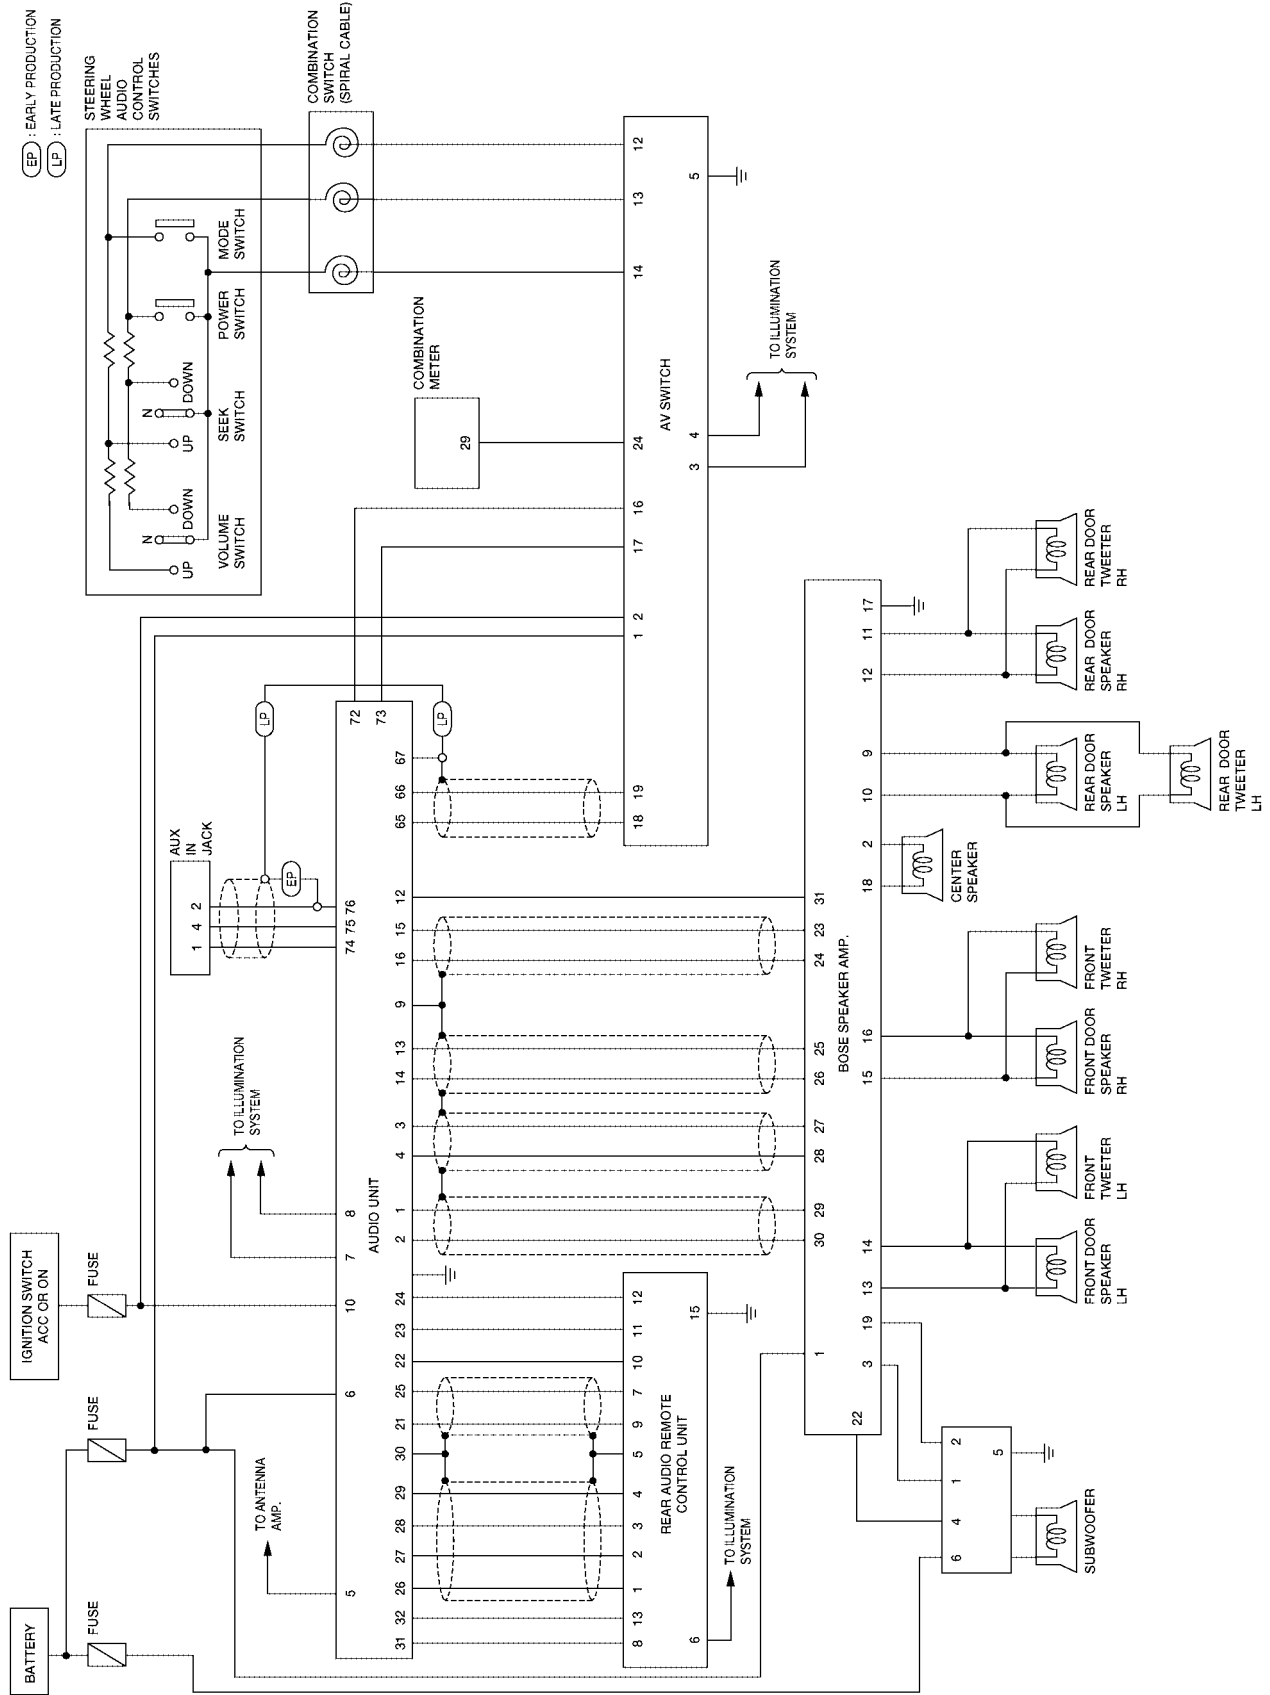 EP : EARLY PRODUCTION
LP : LATE PRODUCTION
STEERING
WHEEL
AUDIO
CONTROL
SWITCHES
UP
N
DOWN
VOLUME
SWITCH
UP
N
DOWN
SEEK
SWITCH
POWER
SWITCH
MODE
SWITCH
COMBINATION
SWITCH
(SPIRAL CABLE)
COMBINATION
METER
29
18 19 1 2 17 16 24 14 13 12
AV SWITCH
3 4 5
TO ILLUMINATION
SYSTEM
BATTERY
FUSE
FUSE
IGNITION SWITCH
ACC OR ON
FUSE
TO ANTENNA
AMP.
TO ILLUMINATION
SYSTEM
AUX
IN
JACK
1 4 2
EP
LP
LP
5 6 10 7 8 74 75 76
72
73
AUDIO UNIT
31 32 26 27 28 29 30 21 25 22 23 24 2 1 4 3 14 13 9 16 15 12 65 66 67
8 13 1 2 3 4 5 9 7 10 11 12
REAR AUDIO REMOTE
CONTROL UNIT
6 15
TO ILLUMINATION
SYSTEM
1 30 29 28 27 26 25 24 23 31
BOSE SPEAKER AMP.
22
3 19 13 14 15 16 18 2 10 9 12 11 17
6 4 1 2
5
SUBWOOFER
FRONT DOOR
SPEAKER
LH
FRONT
TWEETER
LH
FRONT DOOR
SPEAKER
RH
FRONT
TWEETER
RH
CENTER
SPEAKER
REAR DOOR
SPEAKER
LH
REAR DOOR
TWEETER
LH
REAR DOOR
SPEAKER
RH
REAR DOOR
TWEETER
RH